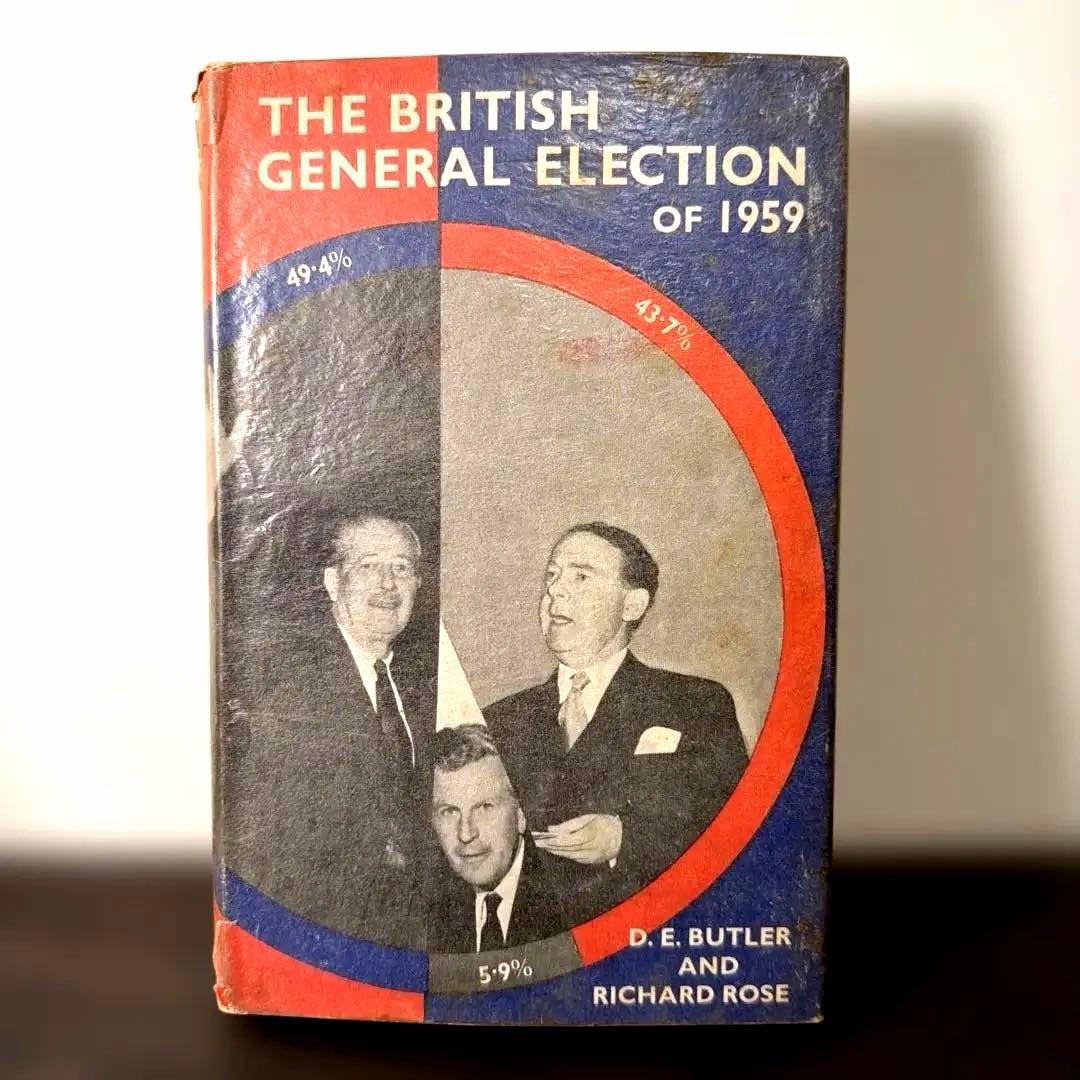 THE BRITISH
GENERAL ELECTION
OF 1959
49·4%
43·7%
5·9%
D. E. BUTLER
AND
RICHARD ROSE